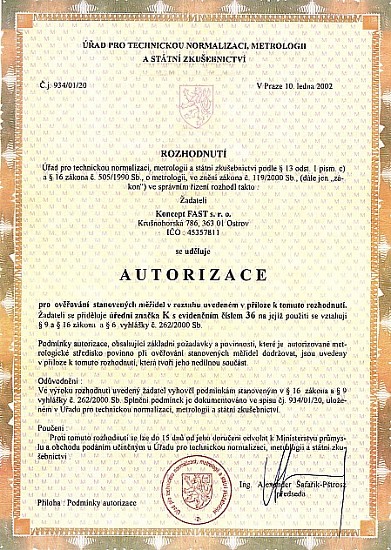 ÚŘAD PRO TECHNICKOU NORMALIZACI, METROLOGII
A STÁTNÍ ZKUŠEBNICTVÍ
Č.j. 934/01/20
V Praze 10. ledna 2002
ROZHODNUTÍ
Úřad pro technickou normalizaci, metrologii a státní zkušebnictví podle § 13 odst. 1 písm. c)
a § 16 zákona č. 505/1990 Sb., o metrologii, ve znění zákona č. 119/2000 Sb., (dále jen „zá-
kon") ve správním řízení rozhodl takto :
Žadateli
Koncept FAST s. r. o.
Krušnohorská 786, 363 01 Ostrov
IČO : 45357811
se uděluje
AUTORIZACE
pro ověřování stanovených měřidel v rozsahu uvedeném v příloze k tomuto rozhodnutí.
Žadateli se přiděluje úřední značka K s evidenčním číslem 36 na jejíž použití se vztahují
§ 9 a § 16 zákona a § 6 vyhlášky č. 262/2000 Sb.
Podmínky autorizace, obsahující základní požadavky a povinnosti, které je autorizované met-
rologické středisko povinno při ověřování stanovených měřidel dodržovat, jsou uvedeny
v příloze k tomuto rozhodnutí, která tvoří jeho nedílnou součást.
Odůvodnění :
Ve výroku rozhodnutí uvedený žadatel vyhověl podmínkám stanoveným v § 16 zákona a § 9
vyhlášky č. 262/2000 Sb. Splnění podmínek je dokumentováno ve spisu čj. 934/01/20, ulože-
ném v Úřadu pro technickou normalizaci, metrologii a státní zkušebnictví.
Poučení :
Proti tomuto rozhodnutí se lze do 15 dnů od jeho doručení odvolat k Ministerstvu průmys-
lu a obchodu podáním učiněným u Úřadu pro technickou normalizaci, metrologii a státní zku-
šebnictví
Ing. Alexander Šafařík-Pštrosz
předseda
Příloha : Podmínky autorizace